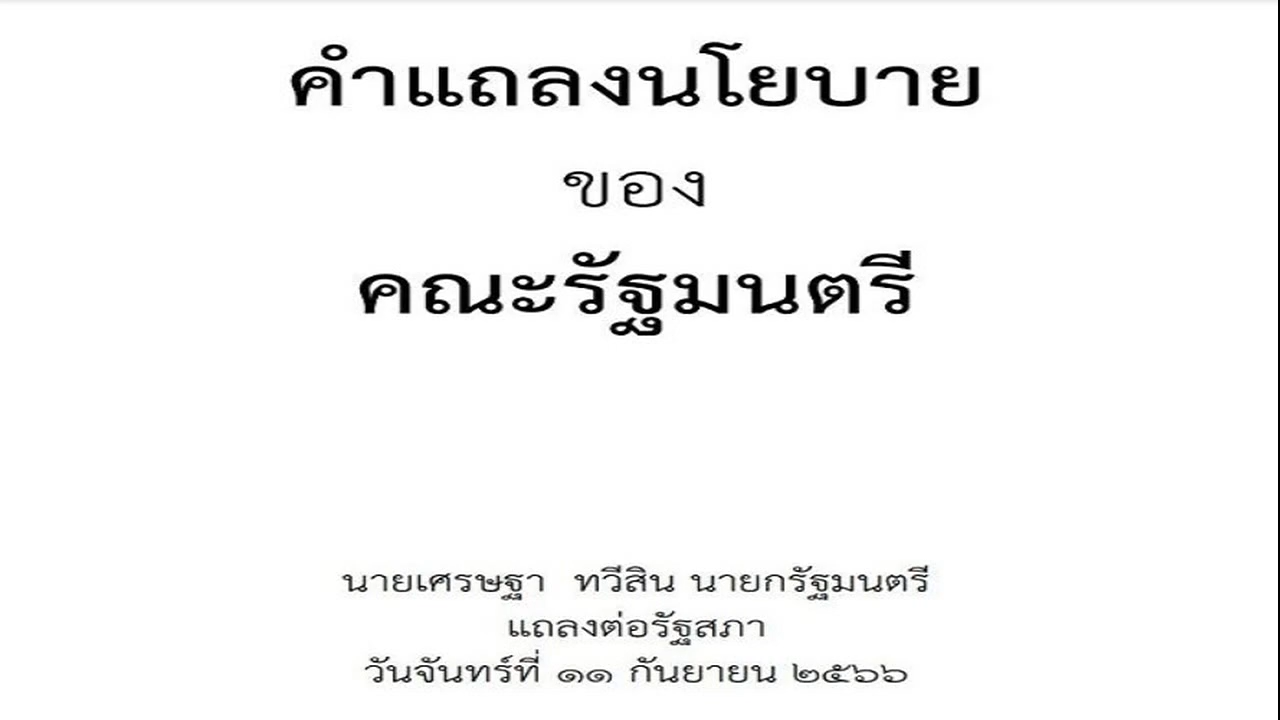 คำแถลงนโยบาย
ของ
คณะรัฐมนตรี
นายเศรษฐา ทวีสิน นายกรัฐมนตรี
แถลงต่อรัฐสภา
วันจันทร์ที่ ๑๑ กันยายน ๒๕๖๖